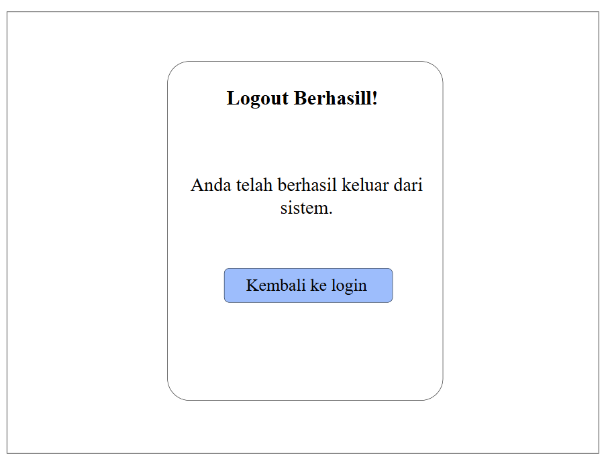 Logout Berhasill!
Anda telah berhasil keluar dari
sistem.
Kembali ke login